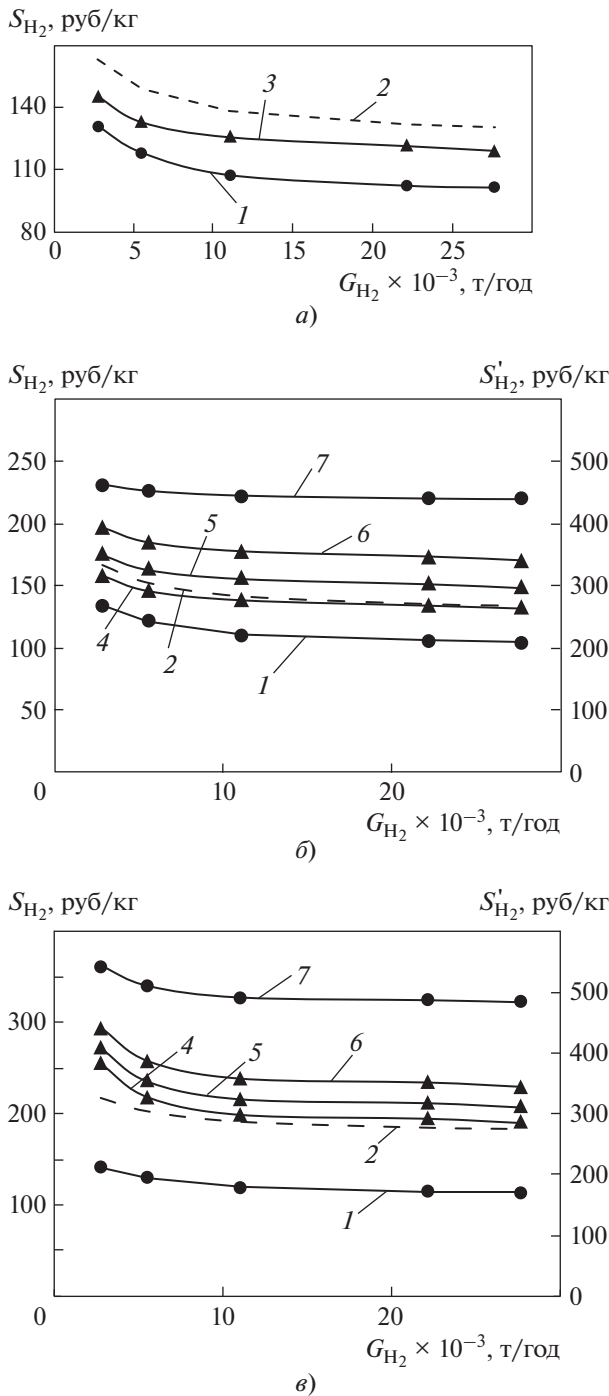 S_H₂, руб/кг
140
3
2
110
1
80
0 5 10 15 20 25
G_H₂ × 10⁻³, т/год
а)
S_H₂, руб/кг S'_H₂, руб/кг
250 7 500
200 5 6 400
150 300
4 2 1
100 200
50 100
0 10 20 0
G_H₂ × 10⁻³, т/год
б)
S_H₂, руб/кг S'_H₂, руб/кг
7 500
300 4 5 6 400
200 300
2
1 200
100 100
0 10 20 0
G_H₂ × 10⁻³, т/год
в)